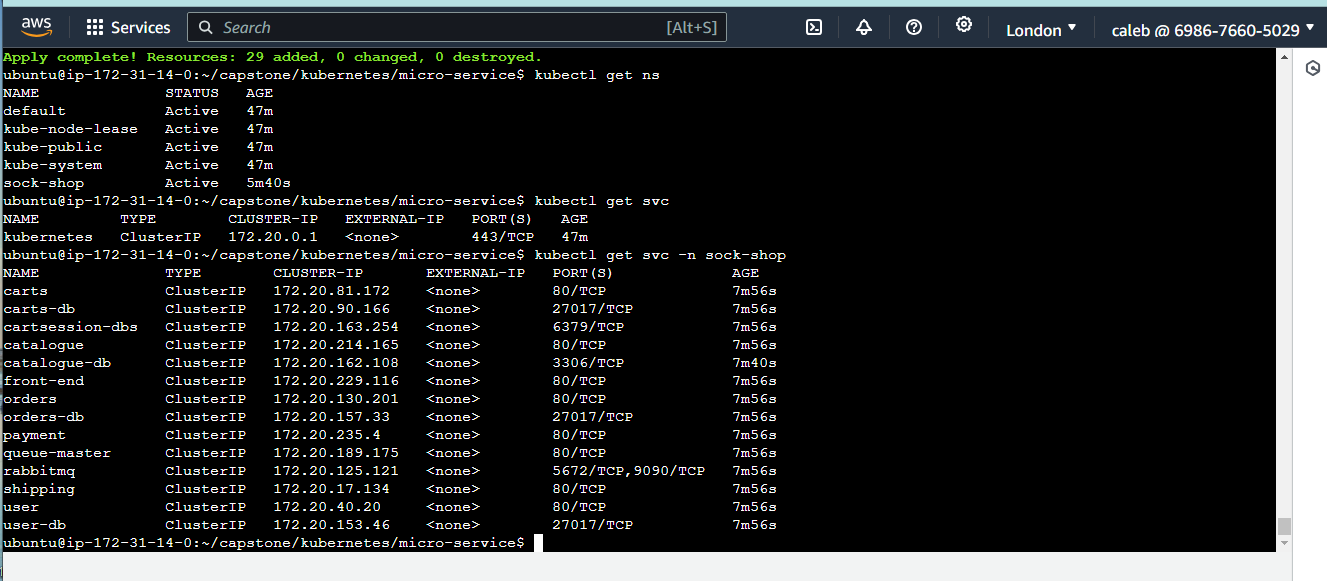 aws Services Search [Alt+S] London caleb @ 6986-7660-5029
Apply complete! Resources: 29 added, 0 changed, 0 destroyed.
ubuntu@ip-172-31-14-0:~/capstone/kubernetes/micro-service$ kubectl get ns
NAME STATUS AGE
default Active 47m
kube-node-lease Active 47m
kube-public Active 47m
kube-system Active 47m
sock-shop Active 5m40s
ubuntu@ip-172-31-14-0:~/capstone/kubernetes/micro-service$ kubectl get svc
NAME TYPE CLUSTER-IP EXTERNAL-IP PORT(S) AGE
kubernetes ClusterIP 172.20.0.1 <none> 443/TCP 47m
ubuntu@ip-172-31-14-0:~/capstone/kubernetes/micro-service$ kubectl get svc -n sock-shop
NAME TYPE CLUSTER-IP EXTERNAL-IP PORT(S) AGE
carts ClusterIP 172.20.81.172 <none> 80/TCP 7m56s
carts-db ClusterIP 172.20.90.166 <none> 27017/TCP 7m56s
cartsession-dbs ClusterIP 172.20.163.254 <none> 6379/TCP 7m56s
catalogue ClusterIP 172.20.214.165 <none> 80/TCP 7m56s
catalogue-db ClusterIP 172.20.162.108 <none> 3306/TCP 7m40s
front-end ClusterIP 172.20.229.116 <none> 80/TCP 7m56s
orders ClusterIP 172.20.130.201 <none> 80/TCP 7m56s
orders-db ClusterIP 172.20.157.33 <none> 27017/TCP 7m56s
payment ClusterIP 172.20.235.4 <none> 80/TCP 7m56s
queue-master ClusterIP 172.20.189.175 <none> 80/TCP 7m56s
rabbitmq ClusterIP 172.20.125.121 <none> 5672/TCP,9090/TCP 7m56s
shipping ClusterIP 172.20.17.134 <none> 80/TCP 7m56s
user ClusterIP 172.20.40.20 <none> 80/TCP 7m56s
user-db ClusterIP 172.20.153.46 <none> 27017/TCP 7m56s
ubuntu@ip-172-31-14-0:~/capstone/kubernetes/micro-service$